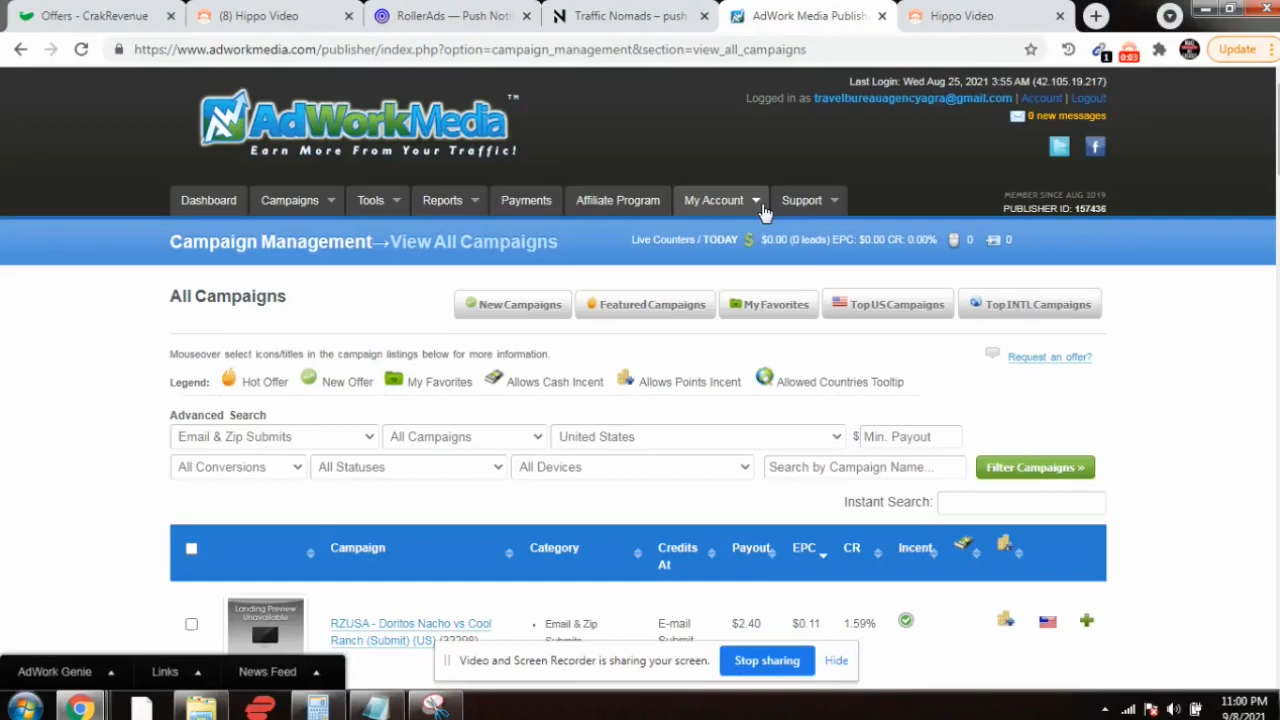 Offers - CrakRevenue
(8) Hippo Video
RollerAds — Push Not
Traffic Nomads – push
AdWork Media Publish
Hippo Video
https://www.adworkmedia.com/publisher/index.php?option=campaign_management&section=view_all_campaigns
1
0:03
Update
Last Login: Wed Aug 25, 2021 3:55 AM (42.105.19.217)
Logged in as travelbureauagencyagra@gmail.com | Account | Logout
0 new messages
AdWorkMedia™
Earn More From Your Traffic!
Dashboard Campaigns Tools Reports Payments Affiliate Program My Account Support
MEMBER SINCE AUG 2019
PUBLISHER ID: 157436
Campaign Management→View All Campaigns
Live Counters / TODAY $ $0.00 (0 leads) EPC: $0.00 CR: 0.00% 0 0
All Campaigns
New Campaigns Featured Campaigns My Favorites Top US Campaigns Top INTL Campaigns
Mouseover select icons/titles in the campaign listings below for more information.
Request an offer?
Legend: Hot Offer New Offer My Favorites Allows Cash Incent Allows Points Incent Allowed Countries Tooltip
Advanced Search
Email & Zip Submits All Campaigns United States $ Min. Payout
All Conversions All Statuses All Devices Search by Campaign Name... Filter Campaigns »
Instant Search:
Campaign Category Credits At Payout EPC CR Incent
Landing Preview
Unavailable
RZUSA - Doritos Nacho vs Cool
Ranch (Submit) (US) (32298)
Email & Zip
Submits
E-mail
Submit
$2.40 $0.11 1.59%
Video and Screen Recorder is sharing your screen. Stop sharing Hide
AdWork Genie Links News Feed
11:00 PM
9/8/2021